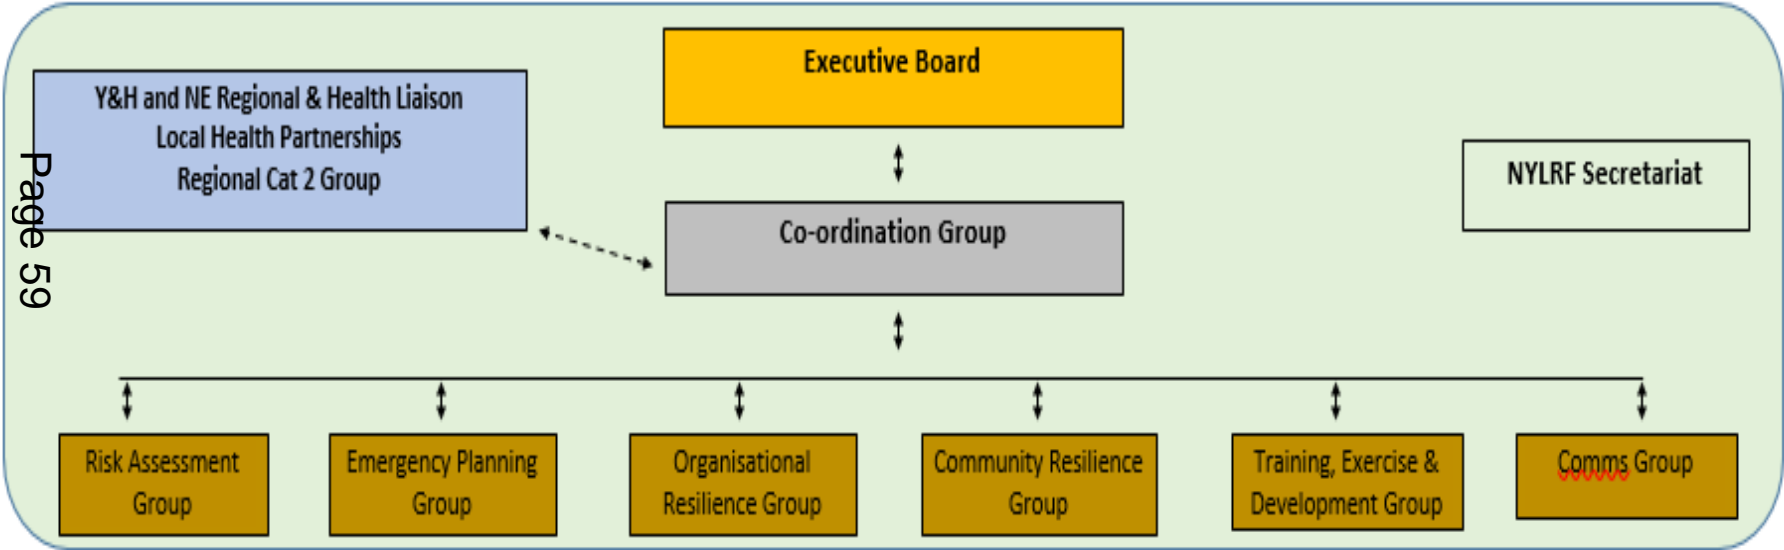 Executive Board
Y&H and NE Regional & Health Liaison
Local Health Partnerships
Regional Cat 2 Group
NYLRF Secretariat
Co-ordination Group
Page 59
Risk Assessment
Group
Emergency Planning
Group
Organisational
Resilience Group
Community Resilience
Group
Training, Exercise &
Development Group
Comms Group